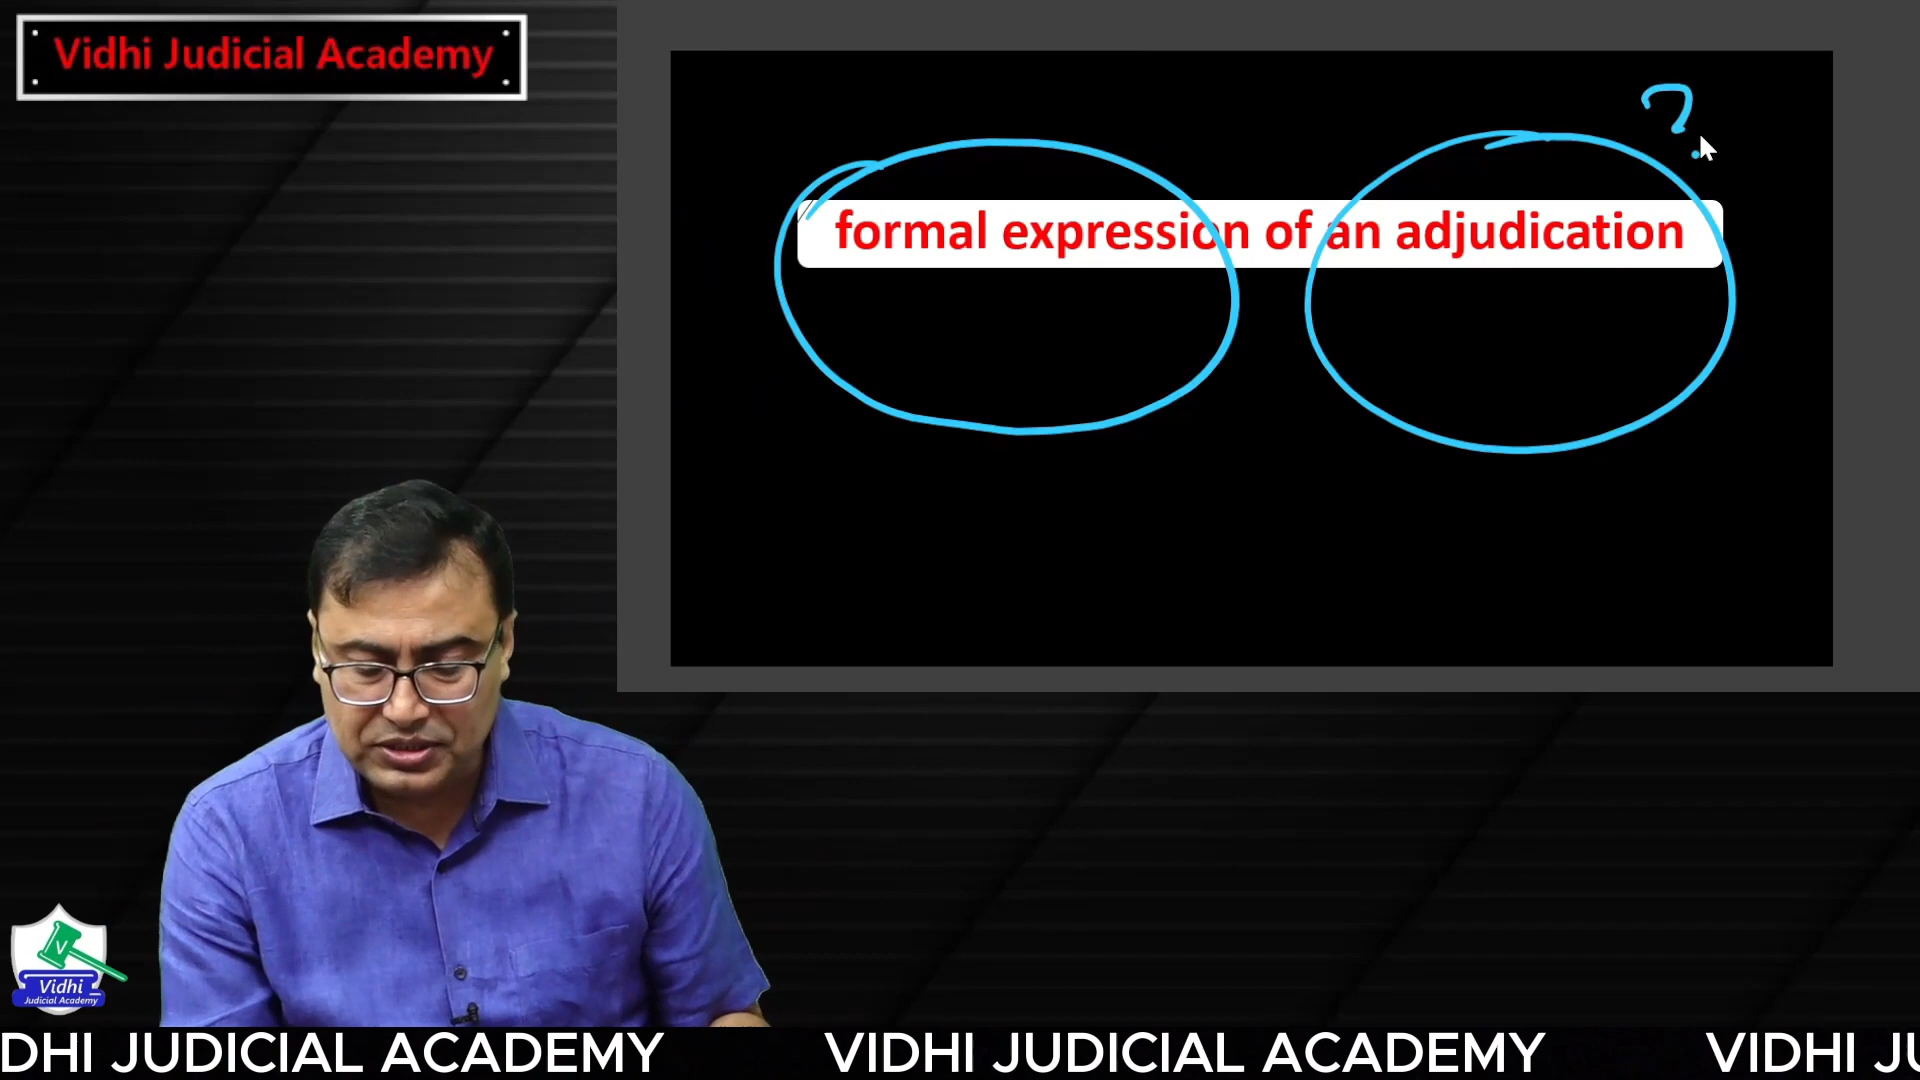 Vidhi Judicial Academy
?
formal expression of an adjudication
V
Vidhi
Judicial Academy
DHI JUDICIAL ACADEMY VIDHI JUDICIAL ACADEMY VIDHI JU